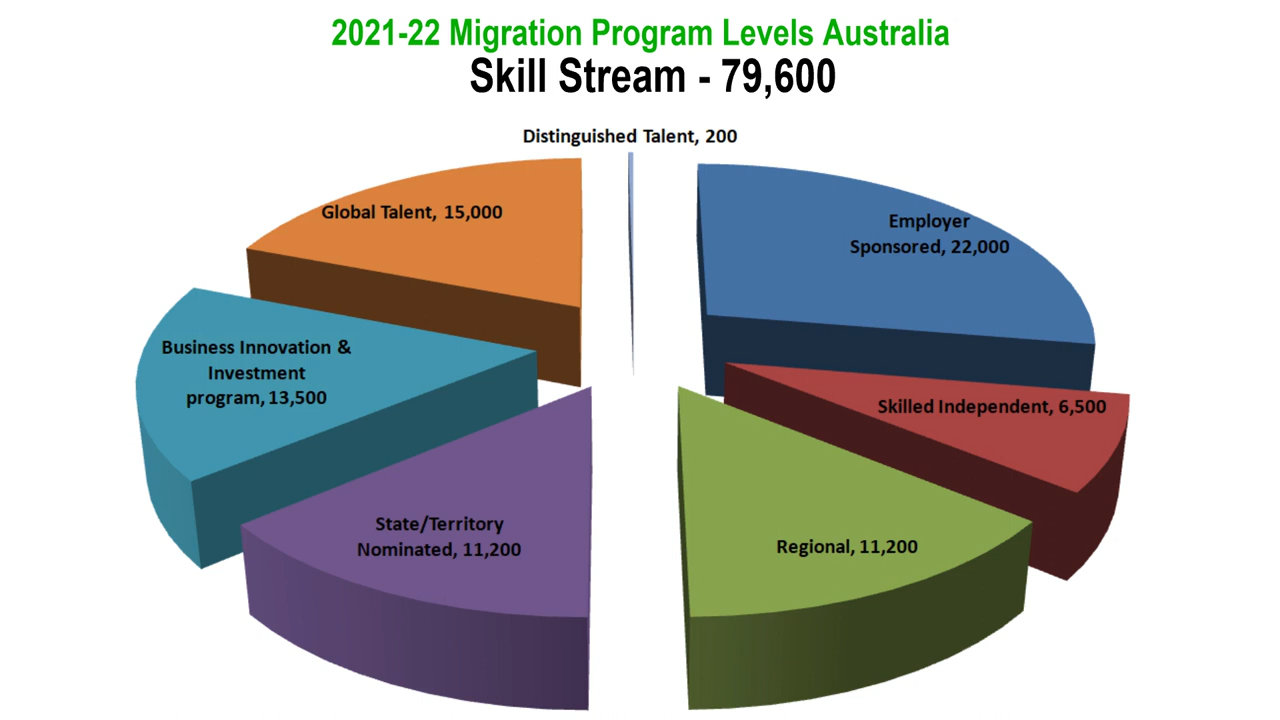 2021-22 Migration Program Levels Australia
Skill Stream - 79,600
Distinguished Talent, 200
Global Talent, 15,000
Employer
Sponsored, 22,000
Business Innovation &
Investment
program, 13,500
Skilled Independent, 6,500
State/Territory
Nominated, 11,200
Regional, 11,200